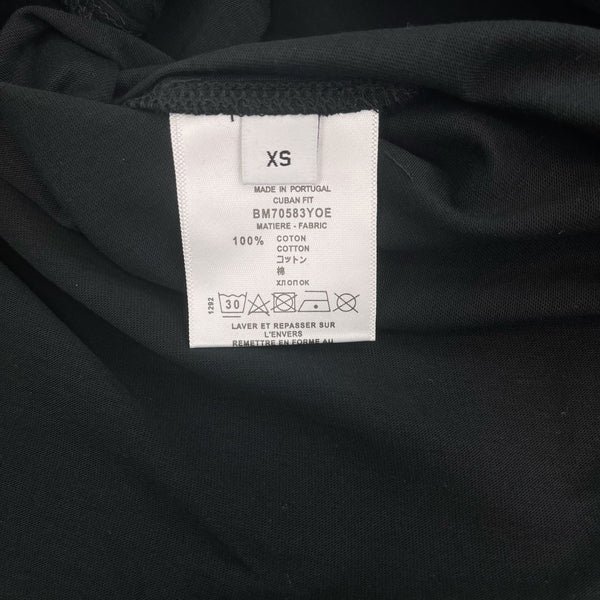 XS
MADE IN PORTUGAL
CUBAN FIT
BM70583YOE
MATIERE - FABRIC
100% COTON
COTTON
コットン
棉
ХЛОПОК
1292
30
LAVER ET REPASSER SUR
L'ENVERS
REMETTRE EN FORME AU